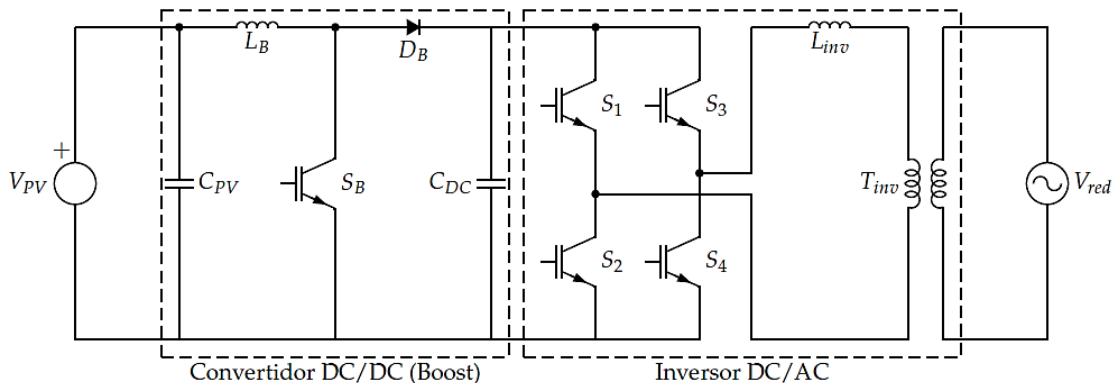 L_B
D_B
L_inv
S_1
S_3
+
V_PV
C_PV
S_B
C_DC
T_inv
V_red
S_2
S_4
Convertidor DC/DC (Boost)
Inversor DC/AC